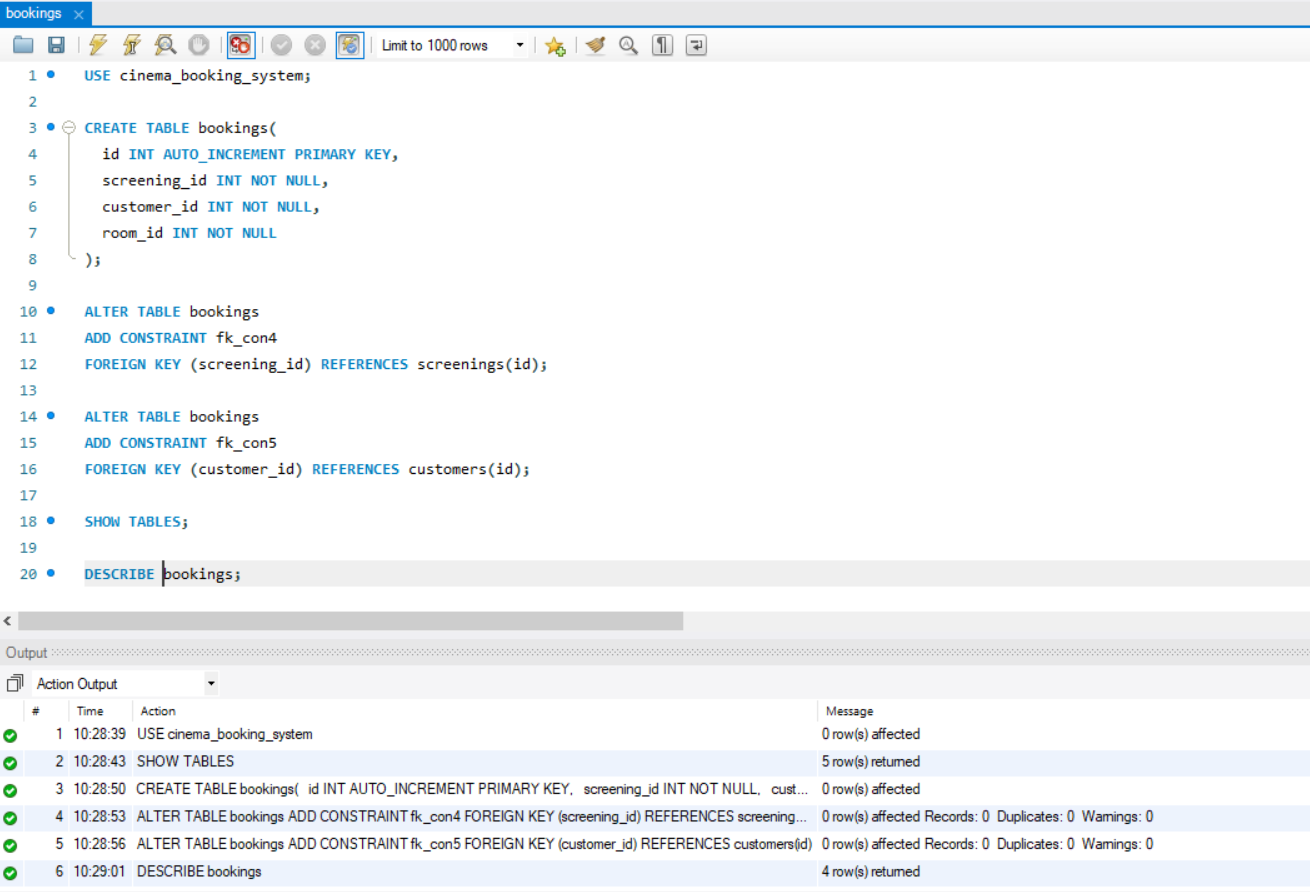 bookings
Limit to 1000 rows
1 USE cinema_booking_system;
2
3 CREATE TABLE bookings(
4 id INT AUTO_INCREMENT PRIMARY KEY,
5 screening_id INT NOT NULL,
6 customer_id INT NOT NULL,
7 room_id INT NOT NULL
8 );
9
10 ALTER TABLE bookings
11 ADD CONSTRAINT fk_con4
12 FOREIGN KEY (screening_id) REFERENCES screenings(id);
13
14 ALTER TABLE bookings
15 ADD CONSTRAINT fk_con5
16 FOREIGN KEY (customer_id) REFERENCES customers(id);
17
18 SHOW TABLES;
19
20 DESCRIBE bookings;
Output
Action Output
# Time Action Message
1 10:28:39 USE cinema_booking_system 0 row(s) affected
2 10:28:43 SHOW TABLES 5 row(s) returned
3 10:28:50 CREATE TABLE bookings( id INT AUTO_INCREMENT PRIMARY KEY, screening_id INT NOT NULL, cust... 0 row(s) affected
4 10:28:53 ALTER TABLE bookings ADD CONSTRAINT fk_con4 FOREIGN KEY (screening_id) REFERENCES screening... 0 row(s) affected Records: 0 Duplicates: 0 Warnings: 0
5 10:28:56 ALTER TABLE bookings ADD CONSTRAINT fk_con5 FOREIGN KEY (customer_id) REFERENCES customers(id) 0 row(s) affected Records: 0 Duplicates: 0 Warnings: 0
6 10:29:01 DESCRIBE bookings 4 row(s) returned